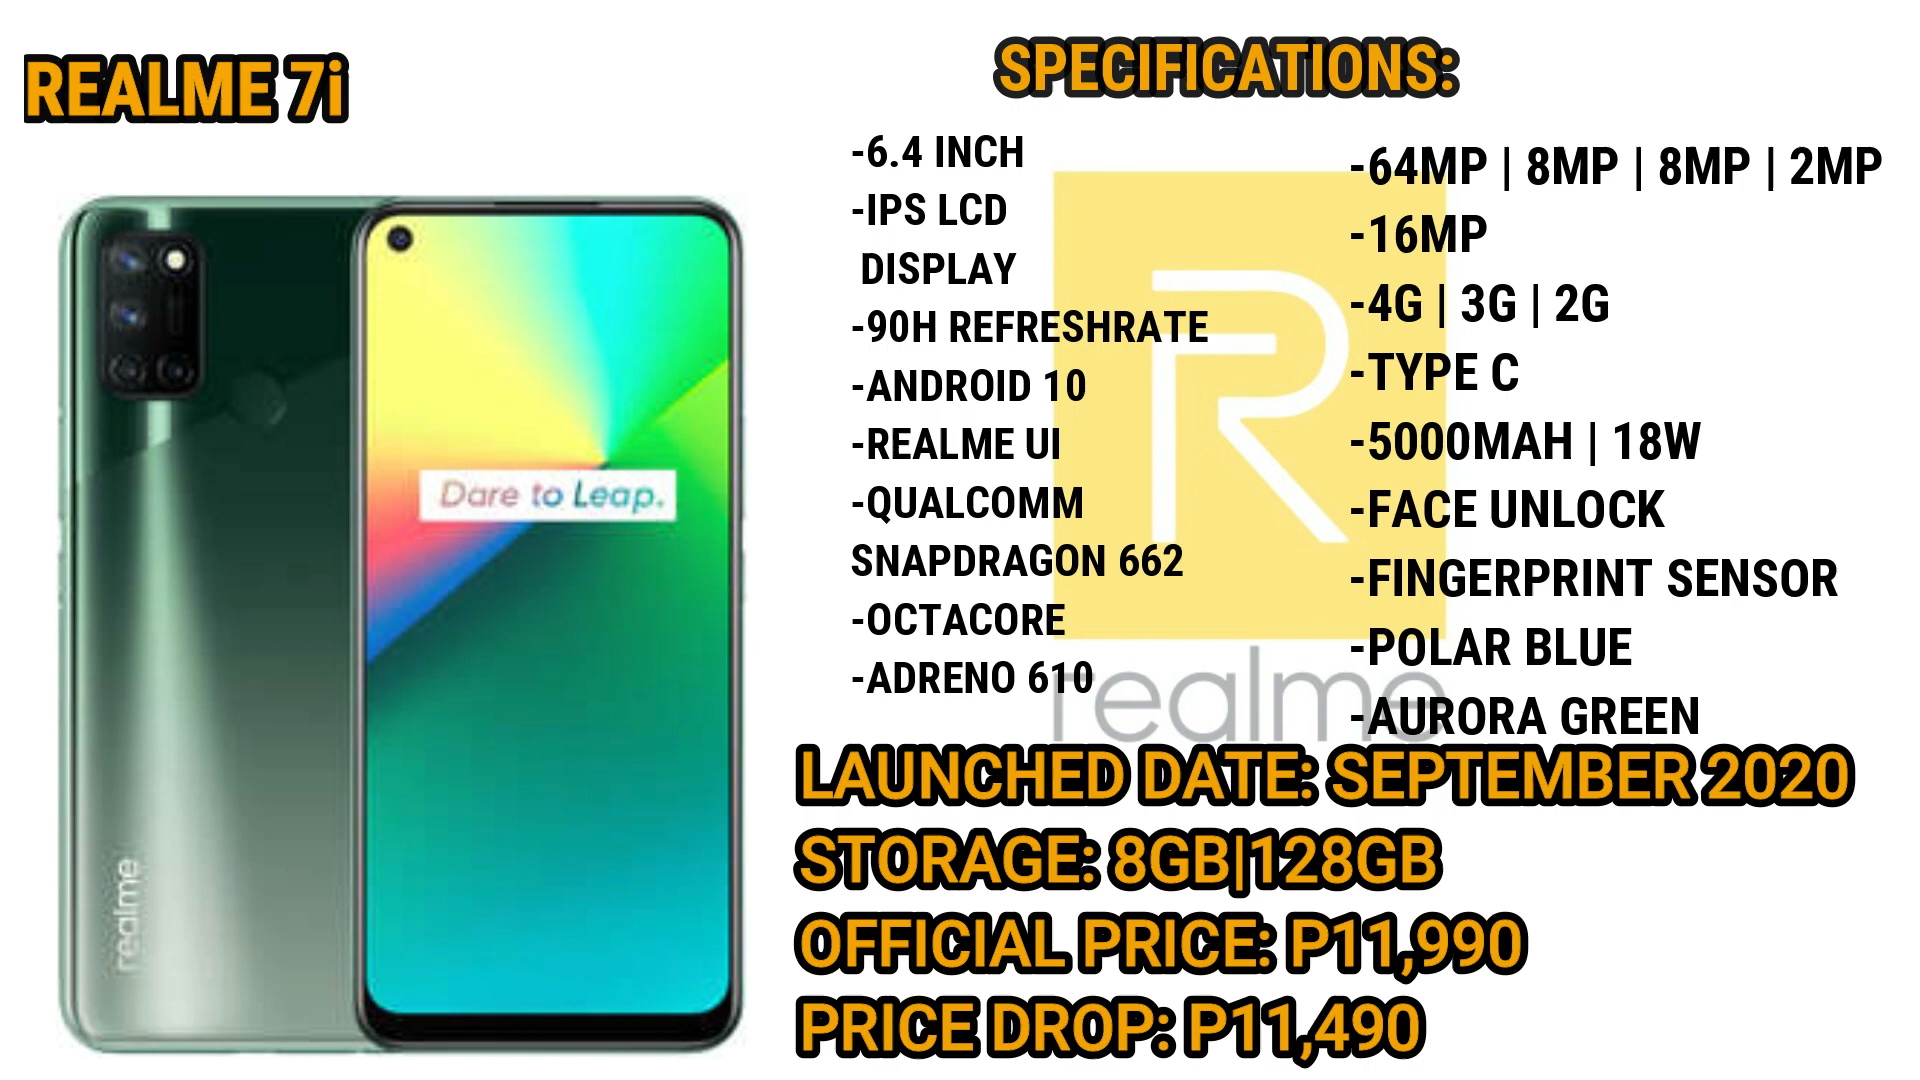 REALME 7i
SPECIFICATIONS:
-6.4 INCH
-IPS LCD
DISPLAY
-90H REFRESHRATE
-ANDROID 10
-REALME UI
-QUALCOMM
SNAPDRAGON 662
-OCTACORE
-ADRENO 610
-64MP | 8MP | 8MP | 2MP
-16MP
-4G | 3G | 2G
-TYPE C
-5000MAH | 18W
-FACE UNLOCK
-FINGERPRINT SENSOR
-POLAR BLUE
-AURORA GREEN
realme
Dare to Leap.
realme
LAUNCHED DATE: SEPTEMBER 2020
STORAGE: 8GB|128GB
OFFICIAL PRICE: P11,990
PRICE DROP: P11,490